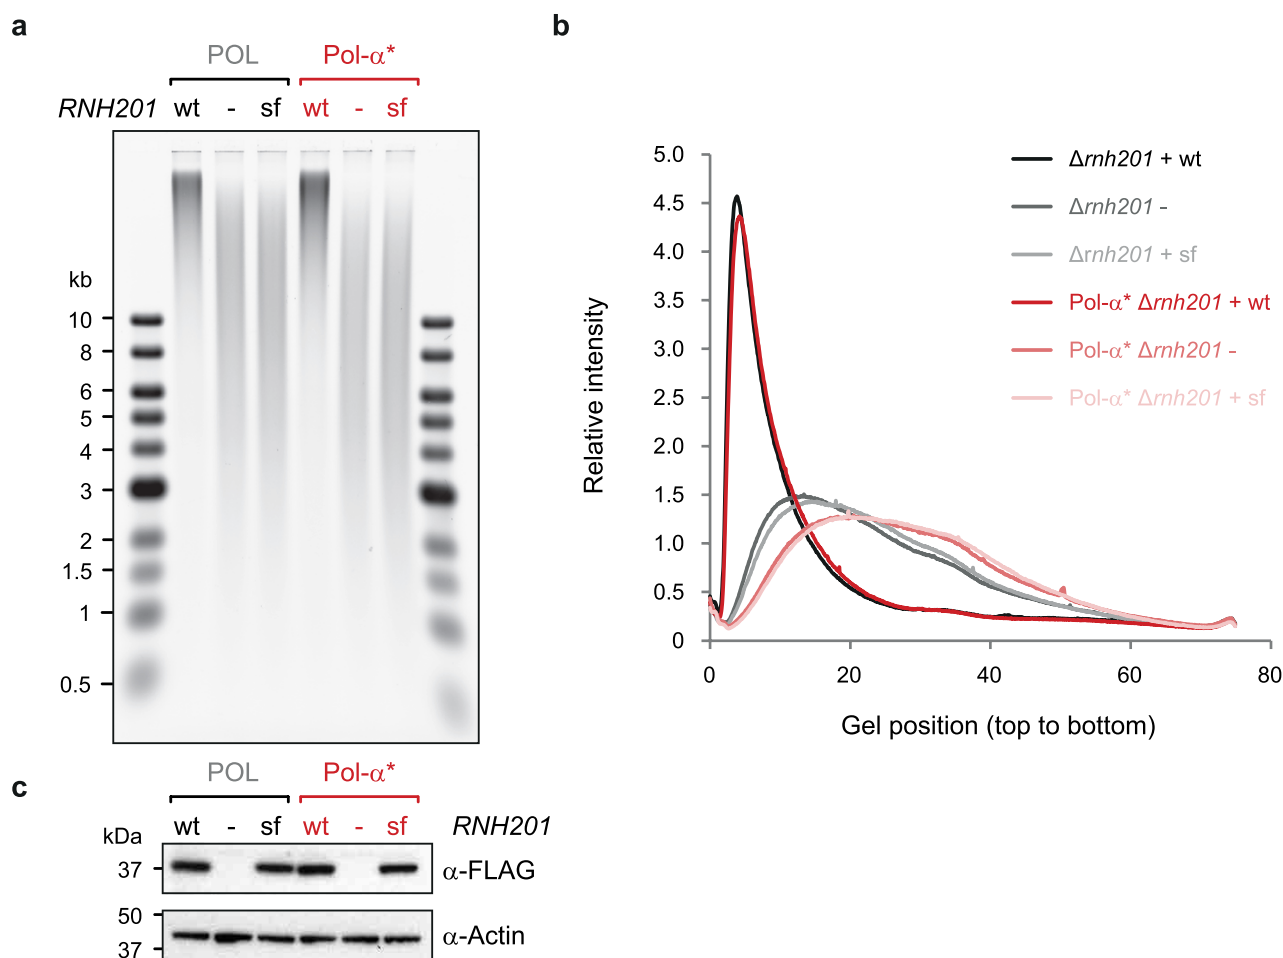 a
POL Pol-α*
RNH201 wt - sf wt - sf
kb
10
8
6
5
4
3
2
1.5
1
0.5
b
5.0
4.5
4.0
3.5
3.0
2.5
2.0
1.5
1.0
0.5
0
Relative intensity
0 20 40 60 80
Gel position (top to bottom)
Δrnh201 + wt
Δrnh201 -
Δrnh201 + sf
Pol-α* Δrnh201 + wt
Pol-α* Δrnh201 -
Pol-α* Δrnh201 + sf
c
POL Pol-α*
kDa wt - sf wt - sf RNH201
37 α-FLAG
50
α-Actin
37